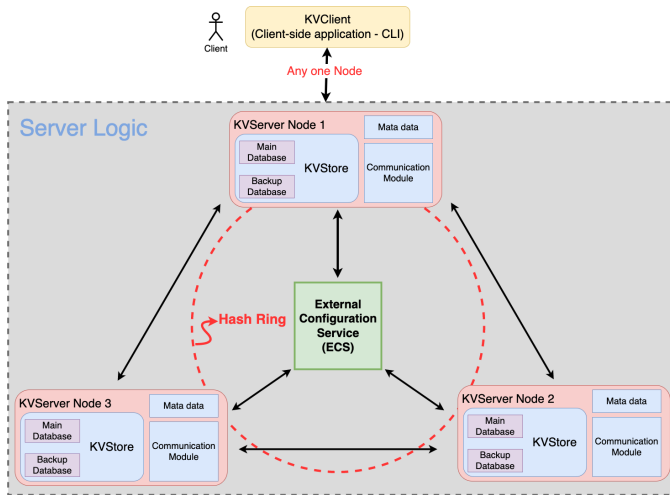 KVClient
(Client-side application - CLI)
Client
Any one Node
Server Logic
KVServer Node 1
Main
Database
Backup
Database
KVStore
Mata data
Communication
Module
Hash Ring
External
Configuration
Service
(ECS)
KVServer Node 3
Main
Database
Backup
Database
KVStore
Mata data
Communication
Module
KVServer Node 2
Main
Database
Backup
Database
KVStore
Mata data
Communication
Module